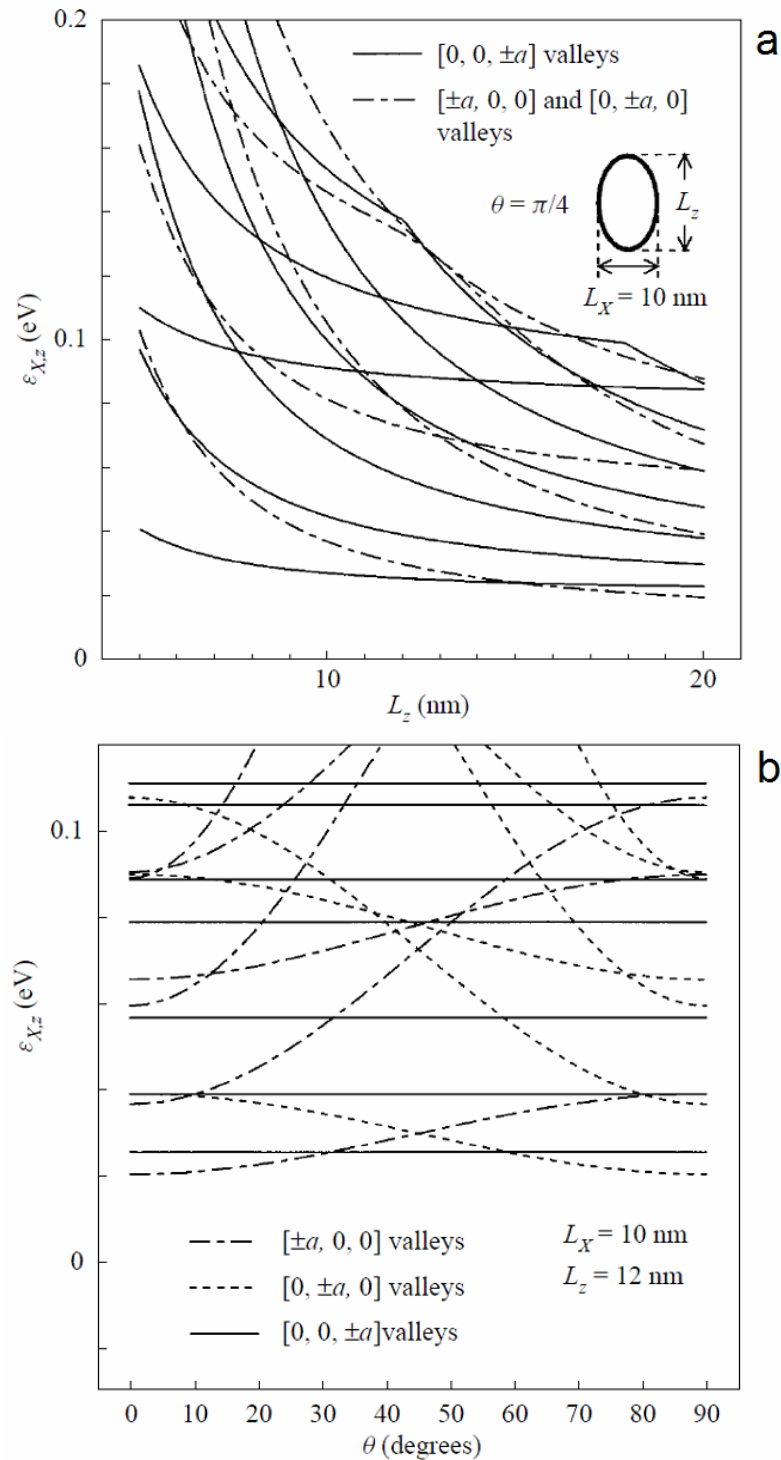 a
0.2
[0, 0, ±a] valleys
[±a, 0, 0] and [0, ±a, 0]
valleys
θ = π/4
L_z
L_X = 10 nm
0.1
ε_{X,z} (eV)
0
10
20
L_z (nm)
b
0.1
ε_{X,z} (eV)
0
[±a, 0, 0] valleys
[0, ±a, 0] valleys
[0, 0, ±a]valleys
L_X = 10 nm
L_z = 12 nm
0 10 20 30 40 50 60 70 80 90
θ (degrees)